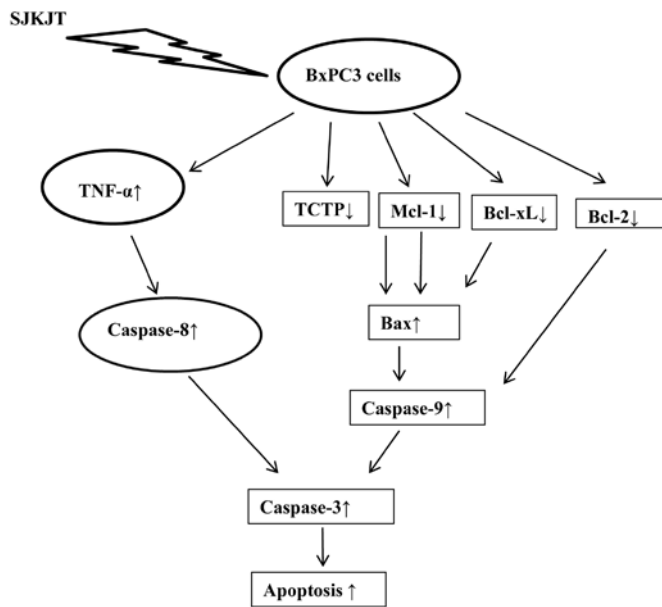 SJKJT
BxPC3 cells
TNF-α↑
TCTP↓
Mcl-1↓
Bcl-xL↓
Bcl-2↓
Caspase-8↑
Bax↑
Caspase-9↑
Caspase-3↑
Apoptosis ↑